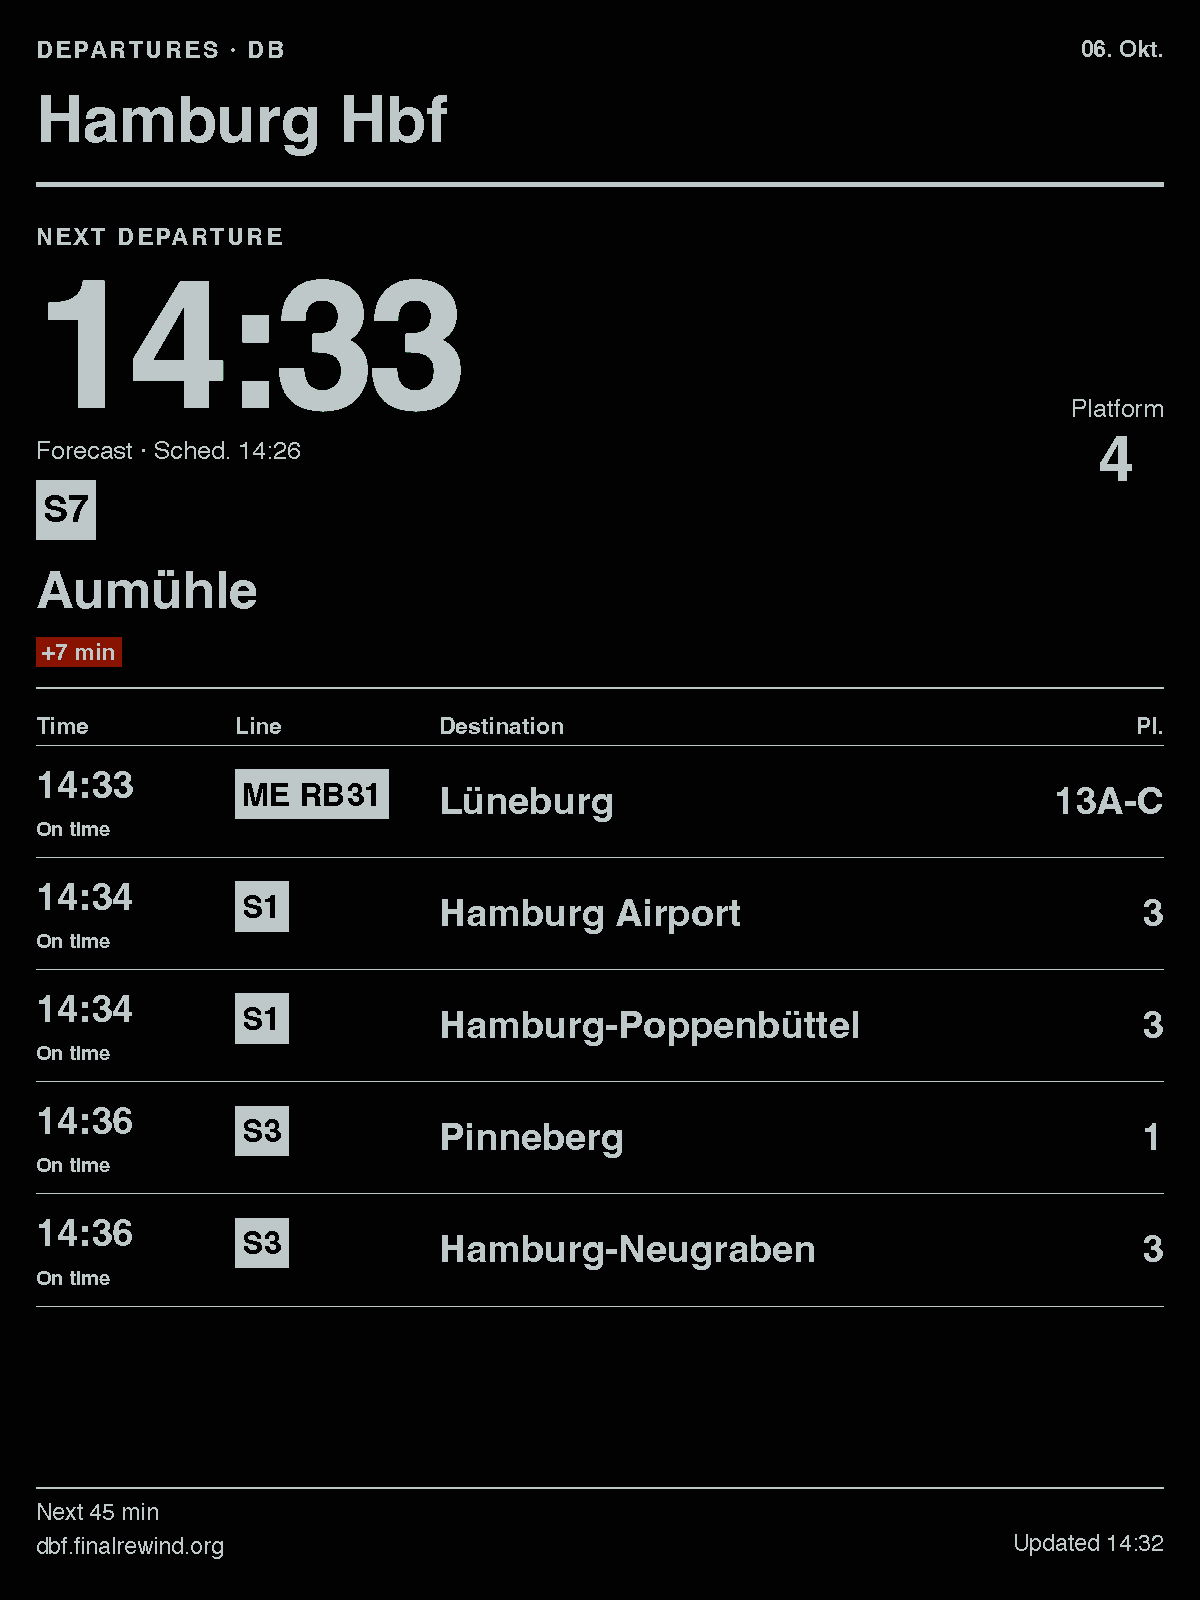 DEPARTURES · DB
06. Okt.
Hamburg Hbf
NEXT DEPARTURE
14:33
Forecast · Sched. 14:26
Platform
4
S7
Aumühle
+7 min
Time Line Destination Pl.
14:33 ME RB31 Lüneburg 13A-C
On time
14:34 S1 Hamburg Airport 3
On time
14:34 S1 Hamburg-Poppenbüttel 3
On time
14:36 S3 Pinneberg 1
On time
14:36 S3 Hamburg-Neugraben 3
On time
Next 45 min
dbf.finalrewind.org
Updated 14:32